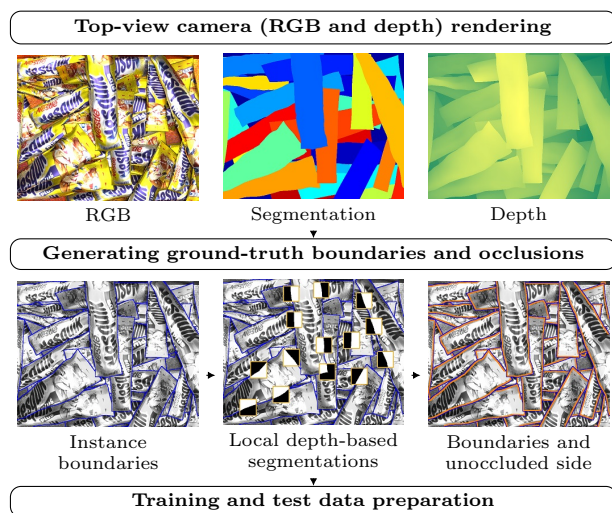 Top-view camera (RGB and depth) rendering
RGB
Segmentation
Depth
Generating ground-truth boundaries and occlusions
Instance
boundaries
Local depth-based
segmentations
Boundaries and
unoccluded side
Training and test data preparation